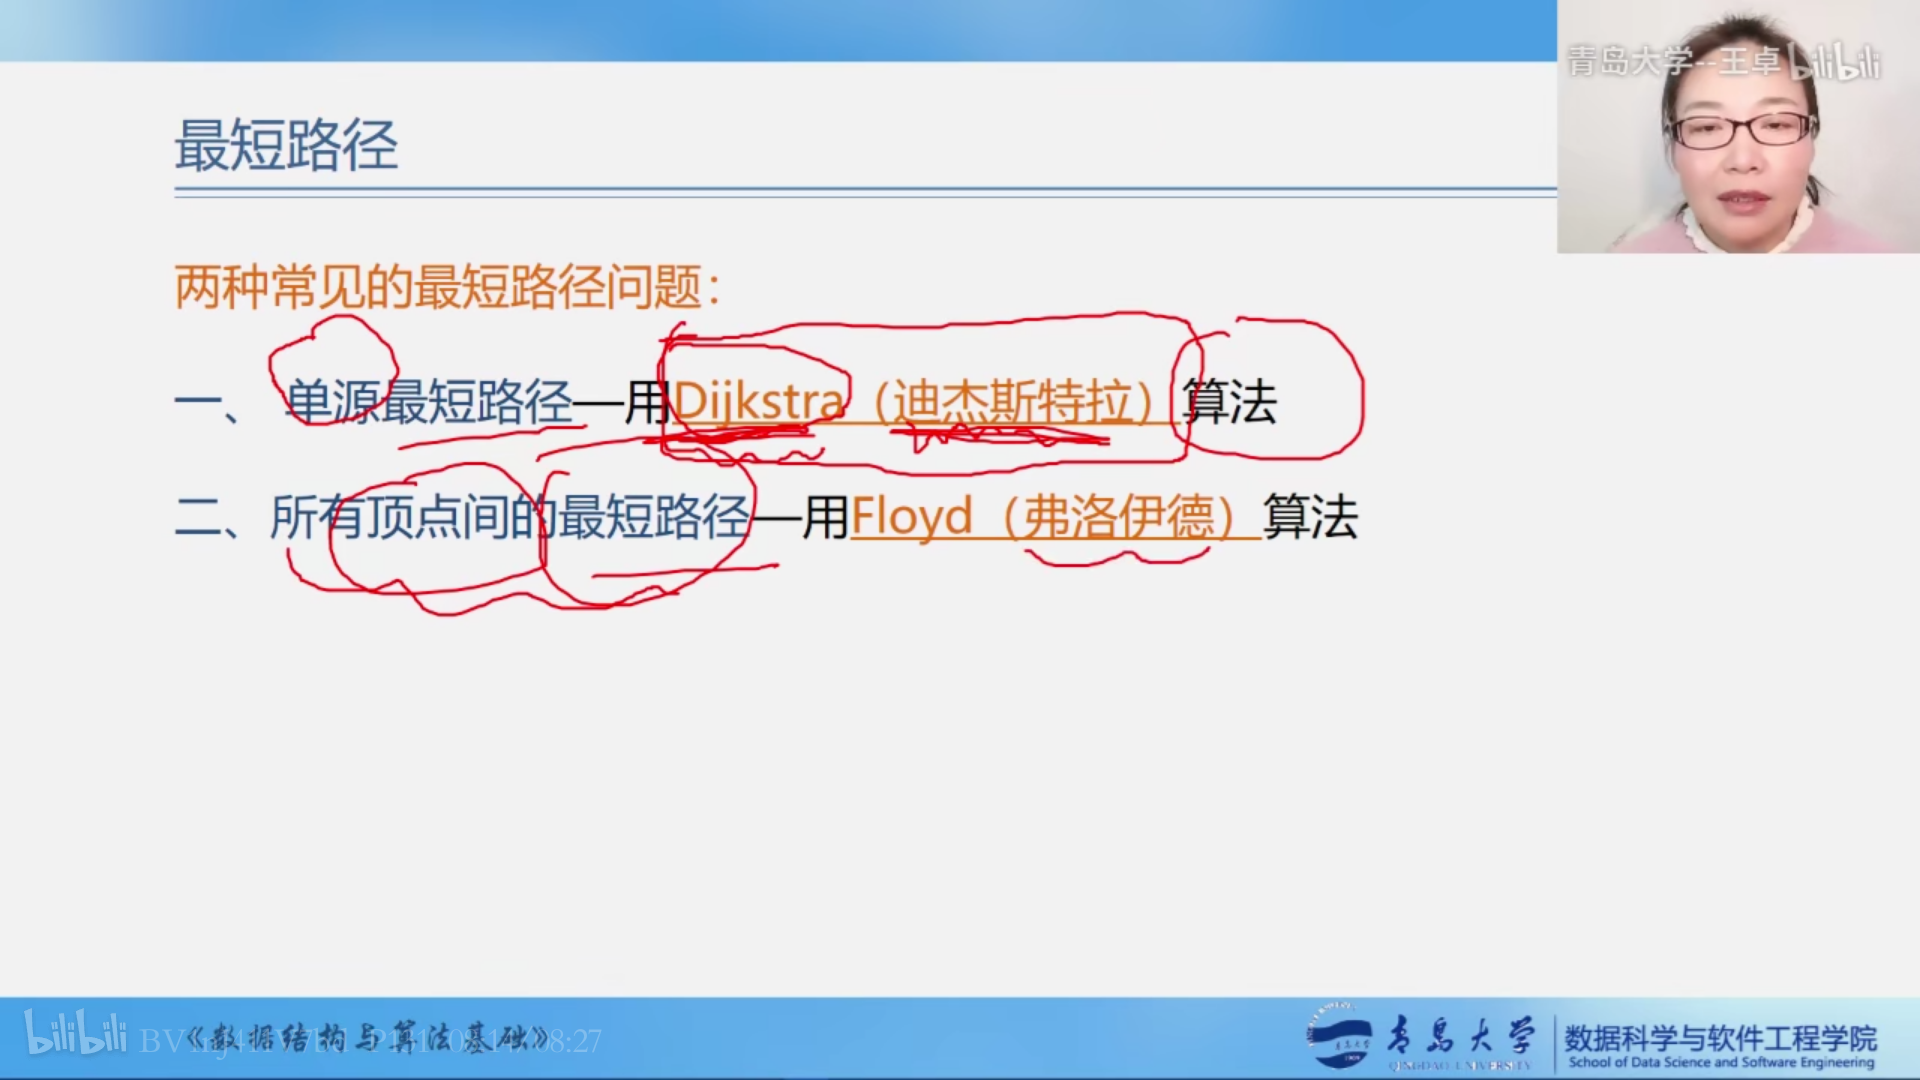 青岛大学--王卓 bilibili
最短路径
两种常见的最短路径问题：
一、 单源最短路径—用Dijkstra（迪杰斯特拉）算法
二、所有顶点间的最短路径—用Floyd（弗洛伊德）算法
bilibili
《数据结构与算法基础》
青岛大学
QINGDAO UNIVERSITY
数据科学与软件工程学院
School of Data Science and Software Engineering